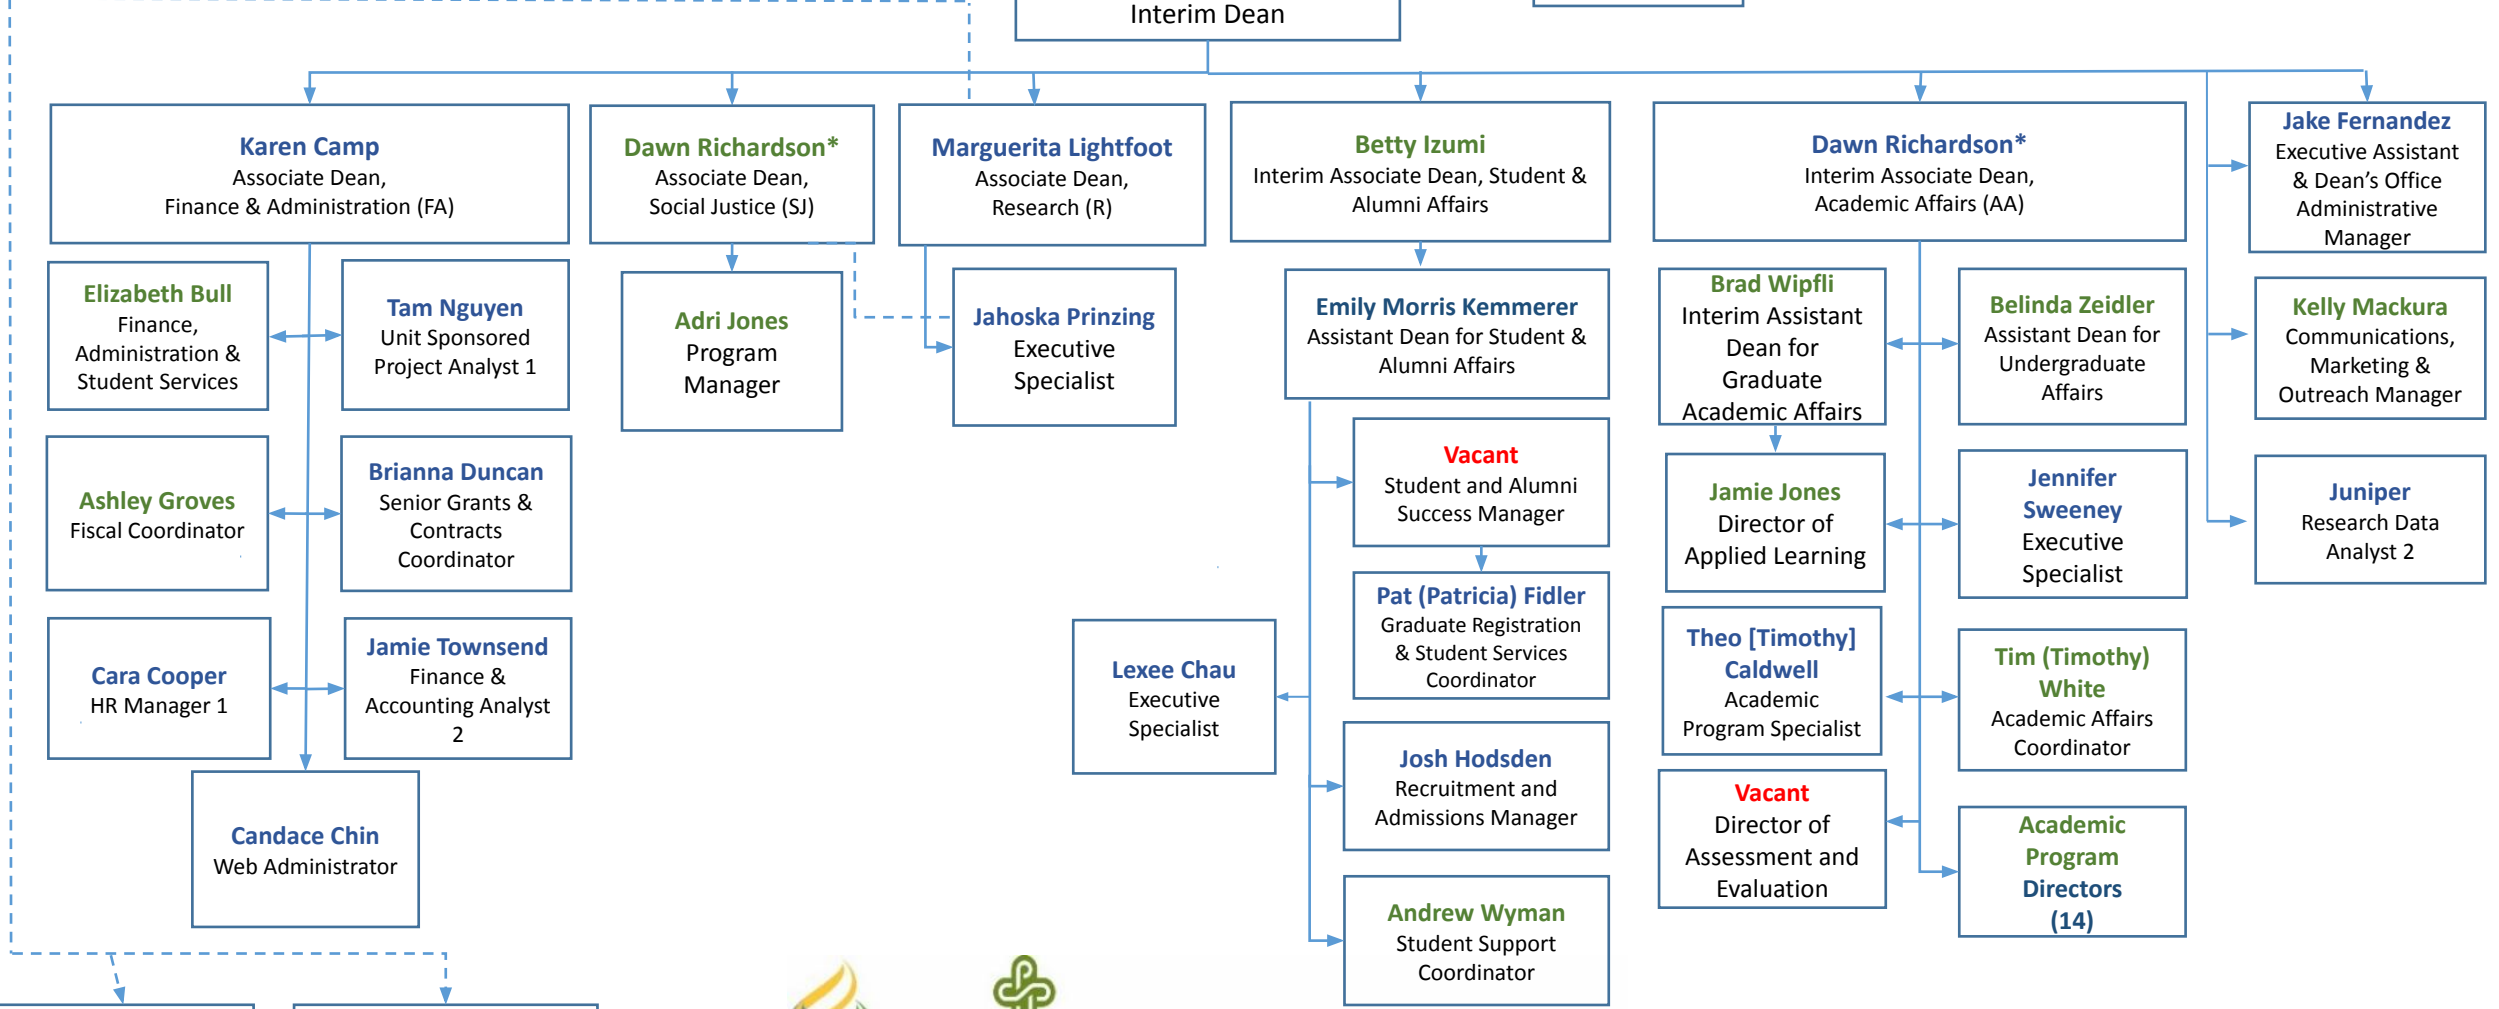 Interim Dean
Karen Camp
Associate Dean,
Finance & Administration (FA)
Dawn Richardson*
Associate Dean,
Social Justice (SJ)
Marguerita Lightfoot
Associate Dean,
Research (R)
Betty Izumi
Interim Associate Dean, Student &
Alumni Affairs
Dawn Richardson*
Interim Associate Dean,
Academic Affairs (AA)
Jake Fernandez
Executive Assistant
& Dean’s Office
Administrative
Manager
Elizabeth Bull
Finance,
Administration &
Student Services
Tam Nguyen
Unit Sponsored
Project Analyst 1
Adri Jones
Program
Manager
Jahoska Prinzing
Executive
Specialist
Emily Morris Kemmerer
Assistant Dean for Student &
Alumni Affairs
Brad Wipfli
Interim Assistant
Dean for
Graduate
Academic Affairs
Belinda Zeidler
Assistant Dean for
Undergraduate
Affairs
Kelly Mackura
Communications,
Marketing &
Outreach Manager
Ashley Groves
Fiscal Coordinator
Brianna Duncan
Senior Grants &
Contracts
Coordinator
Vacant
Student and Alumni
Success Manager
Jamie Jones
Director of
Applied Learning
Jennifer
Sweeney
Executive
Specialist
Juniper
Research Data
Analyst 2
Cara Cooper
HR Manager 1
Jamie Townsend
Finance &
Accounting Analyst
2
Lexee Chau
Executive
Specialist
Pat (Patricia) Fidler
Graduate Registration
& Student Services
Coordinator
Theo [Timothy]
Caldwell
Academic
Program Specialist
Tim (Timothy)
White
Academic Affairs
Coordinator
Candace Chin
Web Administrator
Josh Hodsden
Recruitment and
Admissions Manager
Vacant
Director of
Assessment and
Evaluation
Academic
Program
Directors
(14)
Andrew Wyman
Student Support
Coordinator